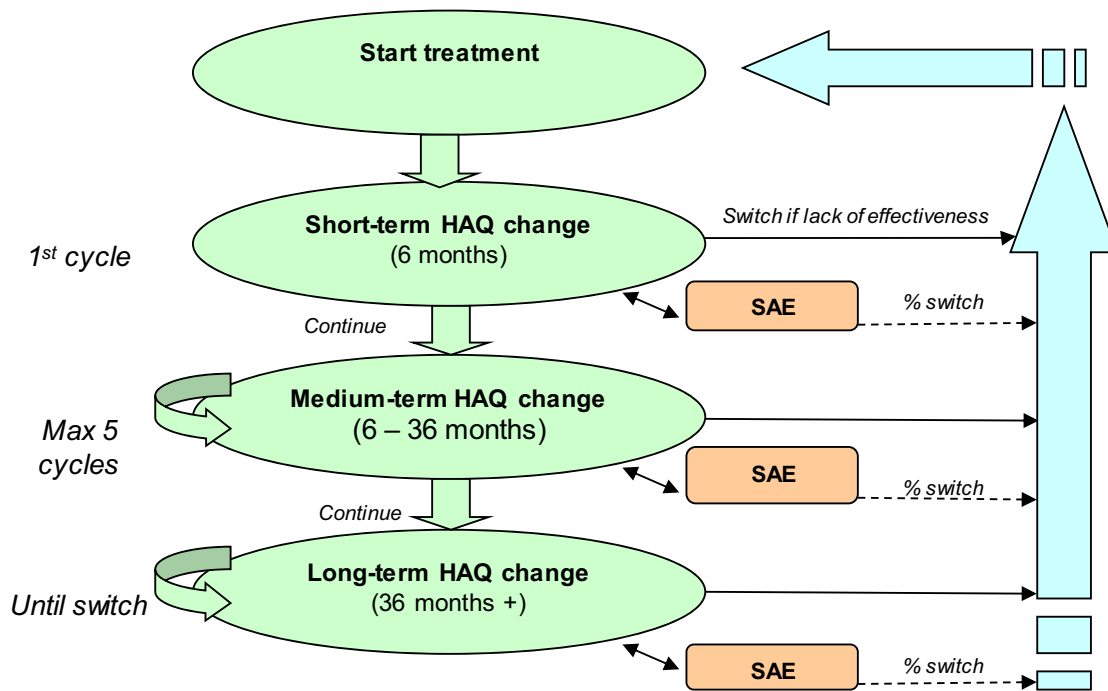 Start treatment
Short-term HAQ change
(6 months)
Switch if lack of effectiveness
1st cycle
SAE
% switch
Continue
Medium-term HAQ change
(6 – 36 months)
Max 5
cycles
SAE
% switch
Continue
Long-term HAQ change
(36 months +)
Until switch
SAE
% switch